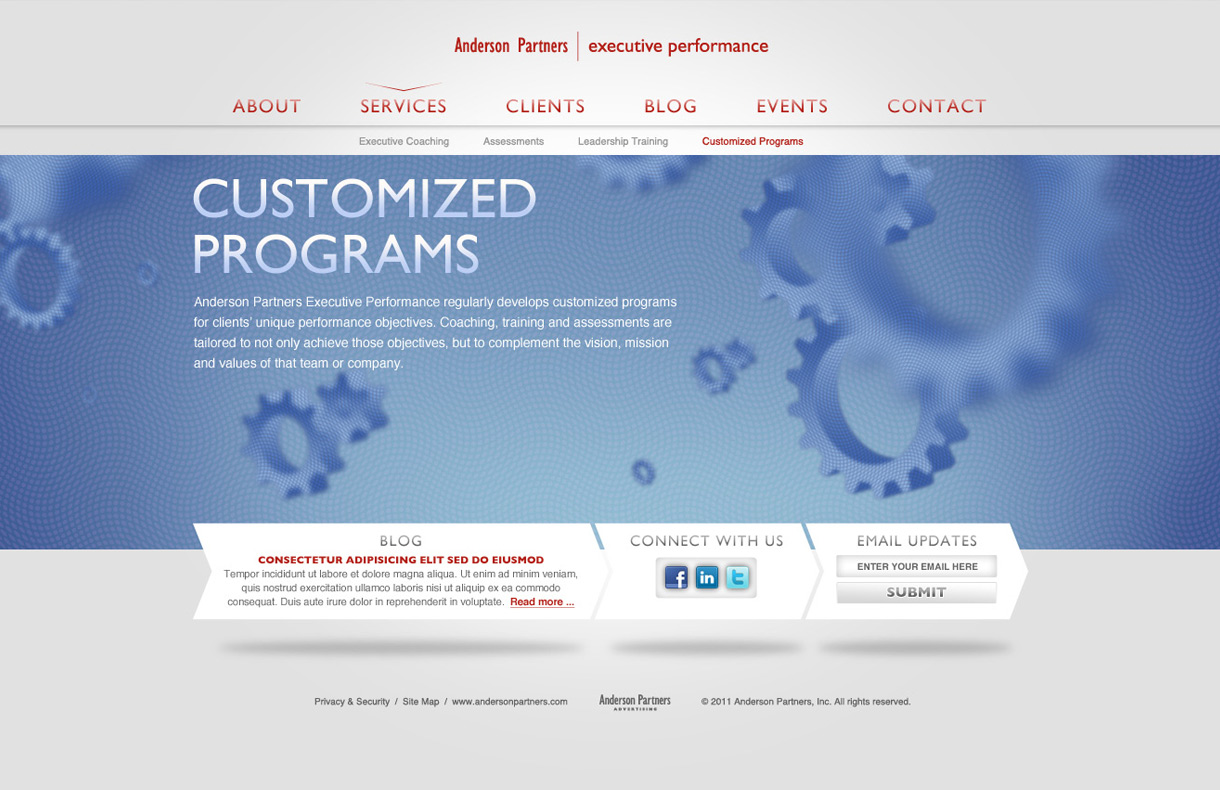 Anderson Partners | executive performance
ABOUT SERVICES CLIENTS BLOG EVENTS CONTACT
Executive Coaching Assessments Leadership Training Customized Programs
CUSTOMIZED
PROGRAMS
Anderson Partners Executive Performance regularly develops customized programs
for clients' unique performance objectives. Coaching, training and assessments are
tailored to not only achieve those objectives, but to complement the vision, mission
and values of that team or company.
BLOG
CONSECTETUR ADIPISICING ELIT SED DO EIUSMOD
Tempor incididunt ut labore et dolore magna aliqua. Ut enim ad minim veniam,
quis nostrud exercitation ullamco laboris nisi ut aliquip ex ea commodo
consequat. Duis aute irure dolor in reprehenderit in voluptate. Read more ...
CONNECT WITH US
f in t
EMAIL UPDATES
ENTER YOUR EMAIL HERE
SUBMIT
Privacy & Security / Site Map / www.andersonpartners.com
Anderson Partners
ADVERTISING
© 2011 Anderson Partners, Inc. All rights reserved.